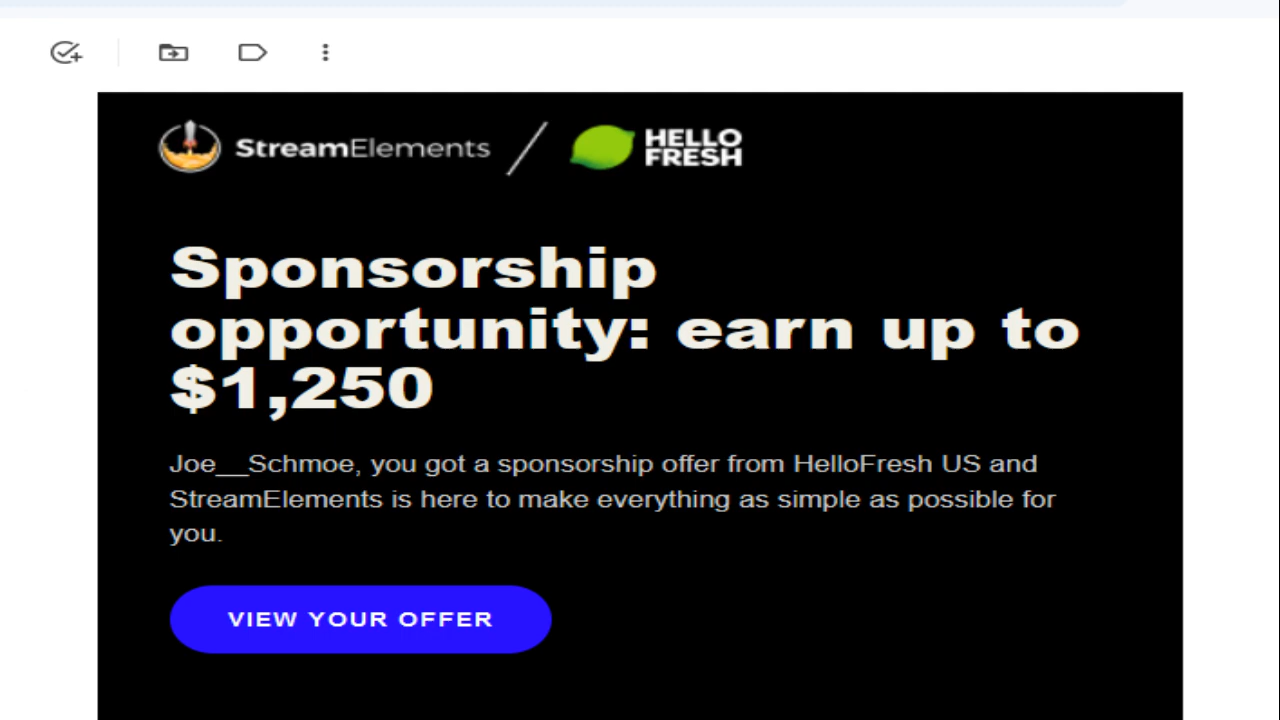 StreamElements
HELLO
FRESH
Sponsorship
opportunity: earn up to
$1,250
Joe__Schmoe, you got a sponsorship offer from HelloFresh US and
StreamElements is here to make everything as simple as possible for
you.
VIEW YOUR OFFER